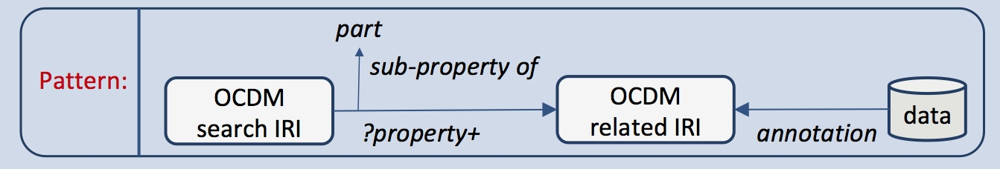 part
sub-property of
Pattern:
OCDM
search IRI
?property+
OCDM
related IRI
annotation
data